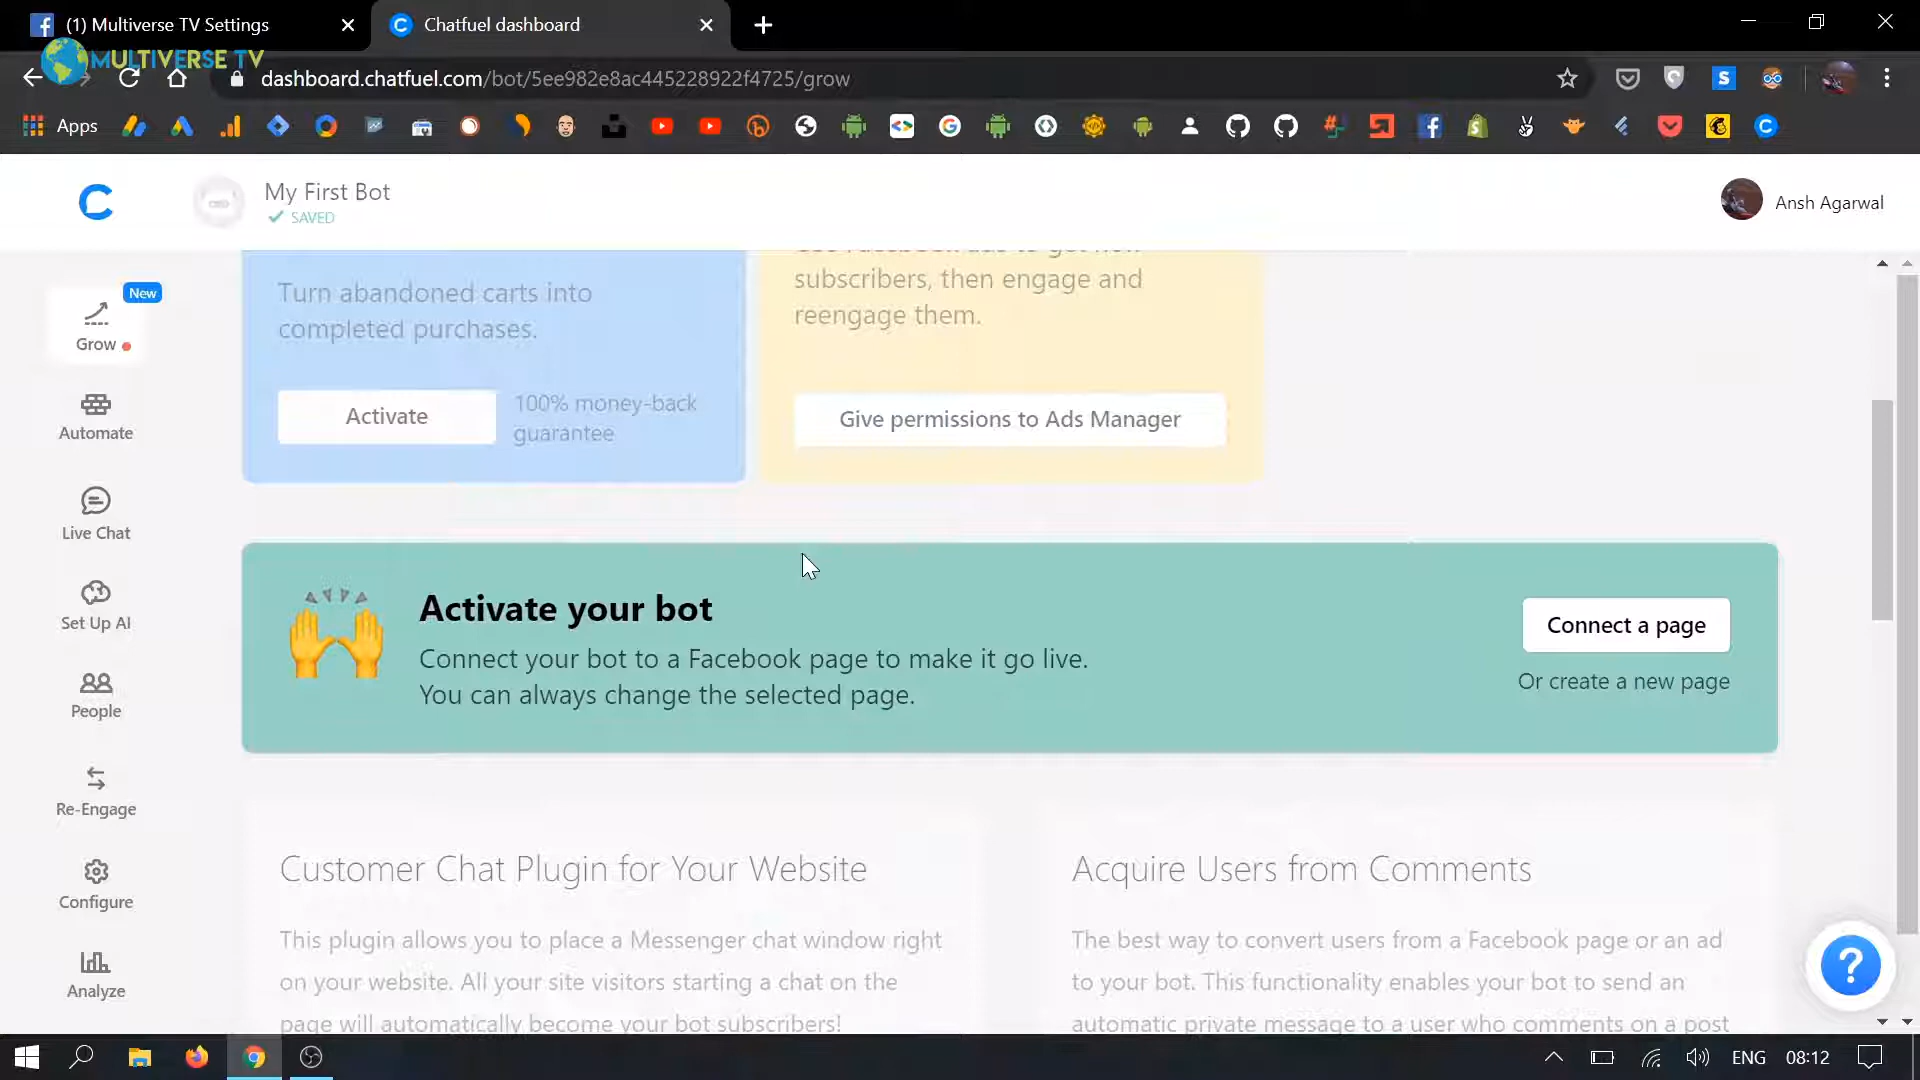 (1) Multiverse TV Settings
Chatfuel dashboard
MULTIVERSE TV
dashboard.chatfuel.com/bot/5ee982e8ac445228922f4725/grow
Apps
My First Bot
SAVED
Ansh Agarwal
New
Grow
Automate
Live Chat
Set Up AI
People
Re-Engage
Configure
Analyze
Turn abandoned carts into
completed purchases.
Activate
100% money-back
guarantee
subscribers, then engage and
reengage them.
Give permissions to Ads Manager
Activate your bot
Connect your bot to a Facebook page to make it go live.
You can always change the selected page.
Connect a page
Or create a new page
Customer Chat Plugin for Your Website
This plugin allows you to place a Messenger chat window right
on your website. All your site visitors starting a chat on the
page will automatically become your bot subscribers!
Acquire Users from Comments
The best way to convert users from a Facebook page or an ad
to your bot. This functionality enables your bot to send an
automatic private message to a user who comments on a post
ENG
08:12